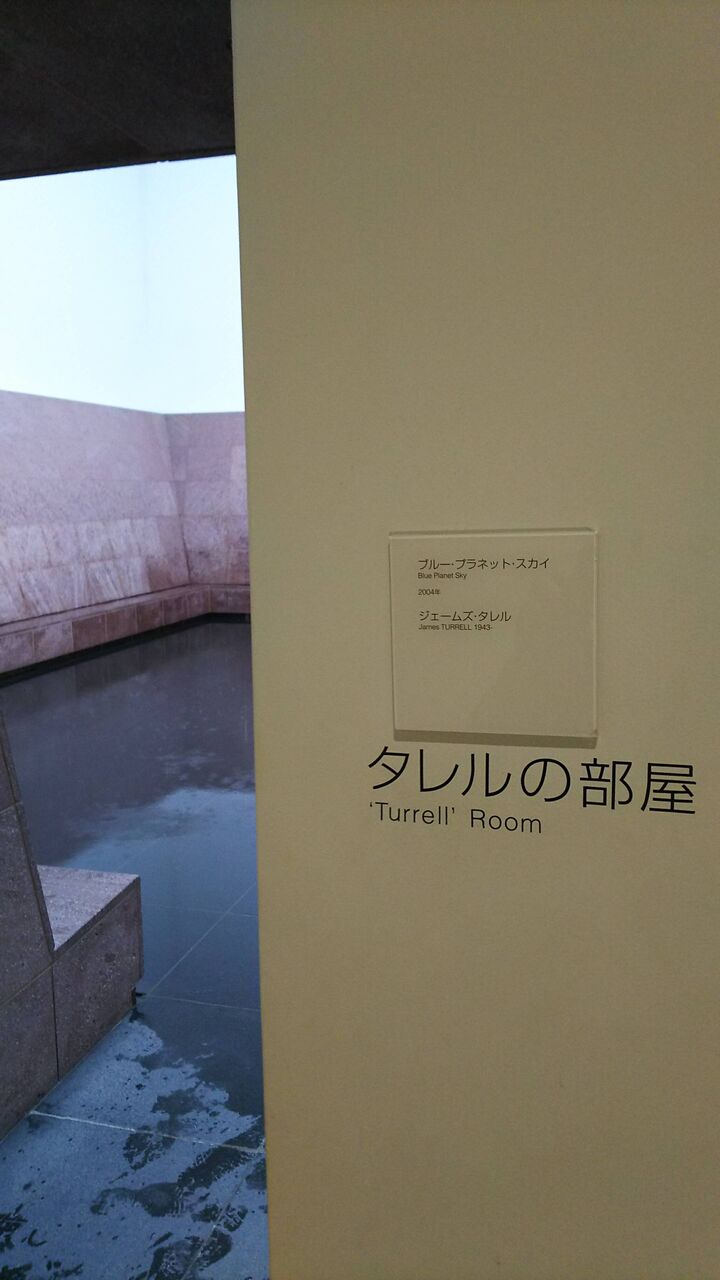 ブルー・プラネット・スカイ
Blue Planet Sky
2004年
ジェームズ・タレル
James TURRELL 1943-
タレルの部屋
‘Turrell’ Room